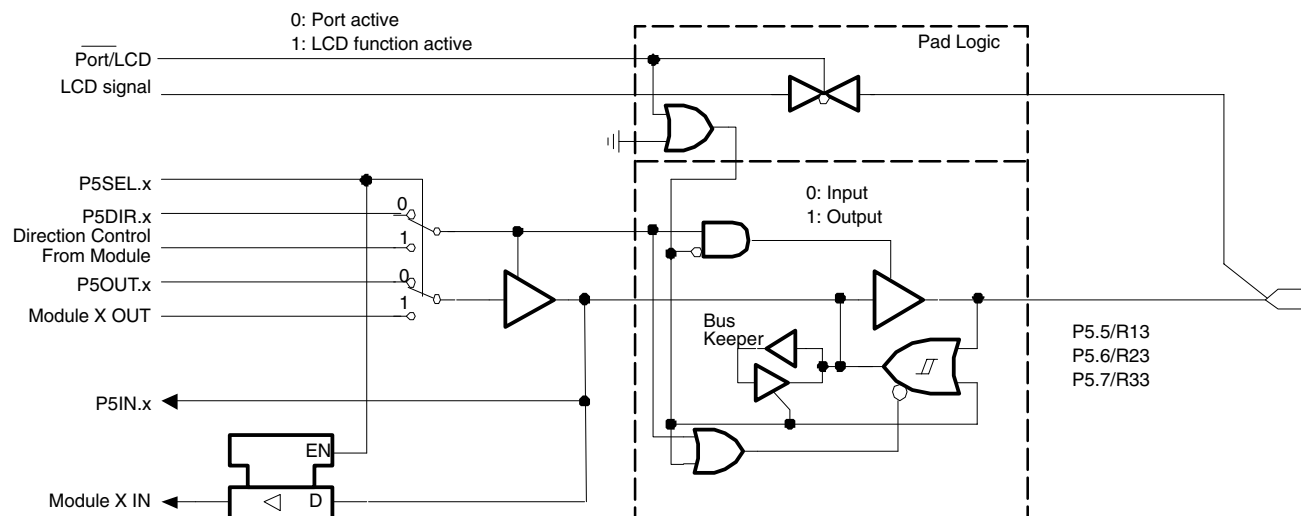 0: Port active
1: LCD function active
Pad Logic
Port/LCD
LCD signal
P5SEL.x
0: Input
1: Output
0
P5DIR.x
Direction Control
From Module
1
P5OUT.x
0
Module X OUT
1
Bus
Keeper
P5.5/R13
P5.6/R23
P5.7/R33
P5IN.x
EN
Module X IN
D